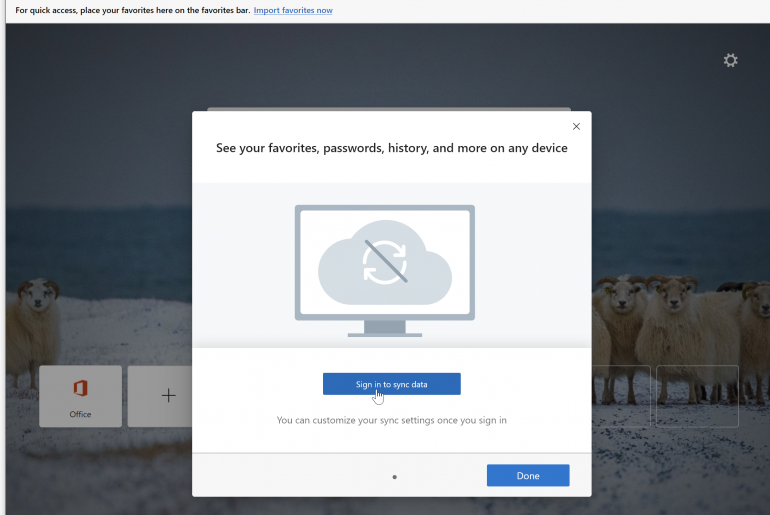 For quick access, place your favorites here on the favorites bar. Import favorites now
See your favorites, passwords, history, and more on any device
Sign in to sync data
You can customize your sync settings once you sign in
Office
Done